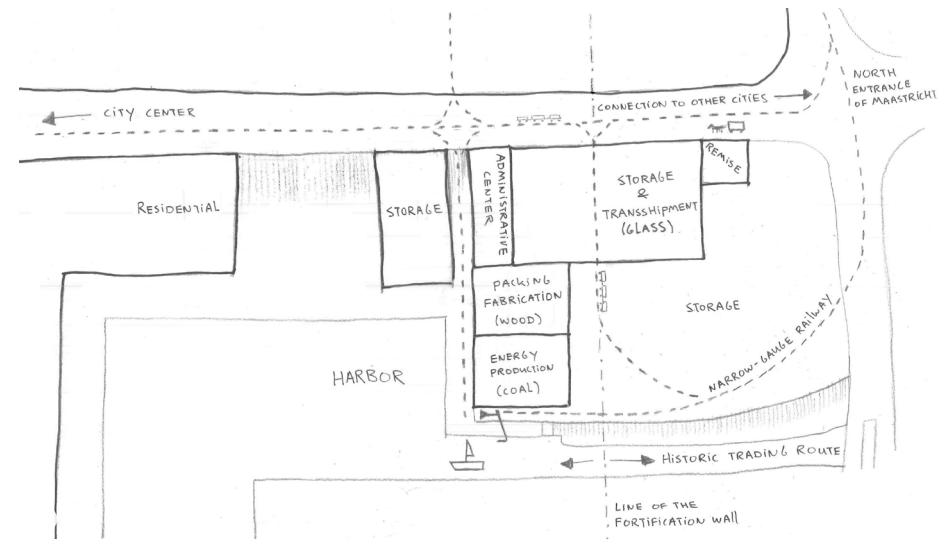 NORTH
ENTRANCE
OF MAASTRICHT
CITY CENTER
CONNECTION TO OTHER CITIES
REMISE
ADMINISTRATIVE
CENTER
STORAGE
&
TRANSSHIPMENT
(GLASS)
RESIDENTIAL
STORAGE
PACKING
FABRICATION
(WOOD)
STORAGE
ENERGY
PRODUCTION
(COAL)
HARBOR
NARROW-GAUGE RAILWAY
HISTORIC TRADING ROUTE
LINE OF THE
FORTIFICATION WALL